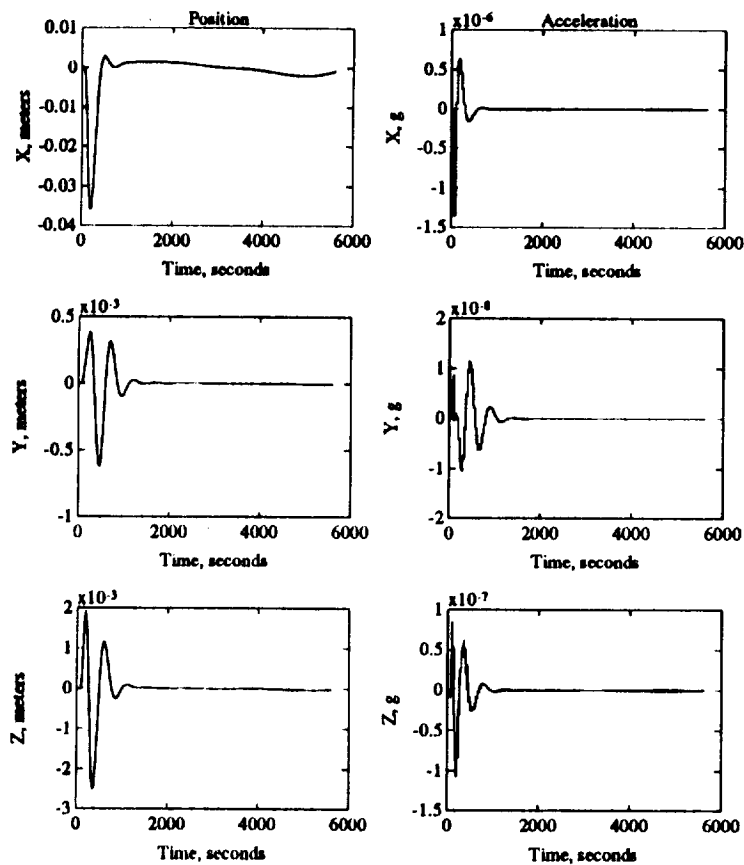 Position
0.01
0
-0.01
-0.02
-0.03
-0.04
X, meters
0 2000 4000 6000
Time, seconds
Acceleration
x10-6
1
0.5
0
-0.5
-1
-1.5
X, g
0 2000 4000 6000
Time, seconds
x10-3
0.5
0
-0.5
-1
Y, meters
0 2000 4000 6000
Time, seconds
x10-8
2
1
0
-1
-2
Y, g
0 2000 4000 6000
Time, seconds
x10-3
2
1
0
-1
-2
-3
Z, meters
0 2000 4000 6000
Time, seconds
x10-7
1
0.5
0
-0.5
-1
-1.5
Z, g
0 2000 4000 6000
Time, seconds